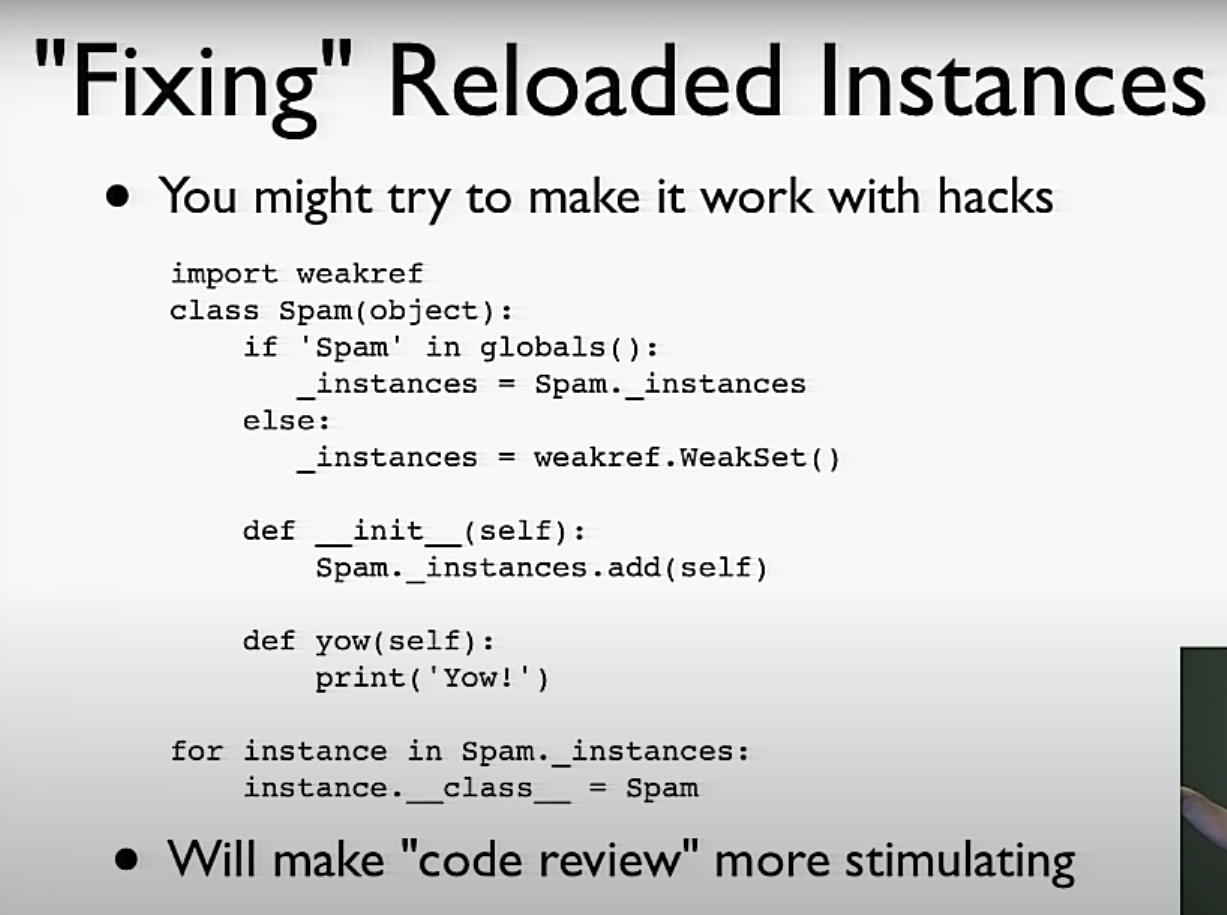 "Fixing" Reloaded Instances
• You might try to make it work with hacks
import weakref
class Spam(object):
    if 'Spam' in globals():
       _instances = Spam._instances
    else:
       _instances = weakref.WeakSet()
    def __init__(self):
        Spam._instances.add(self)
    def yow(self):
        print('Yow!')
for instance in Spam._instances:
    instance.__class__ = Spam
• Will make "code review" more stimulating